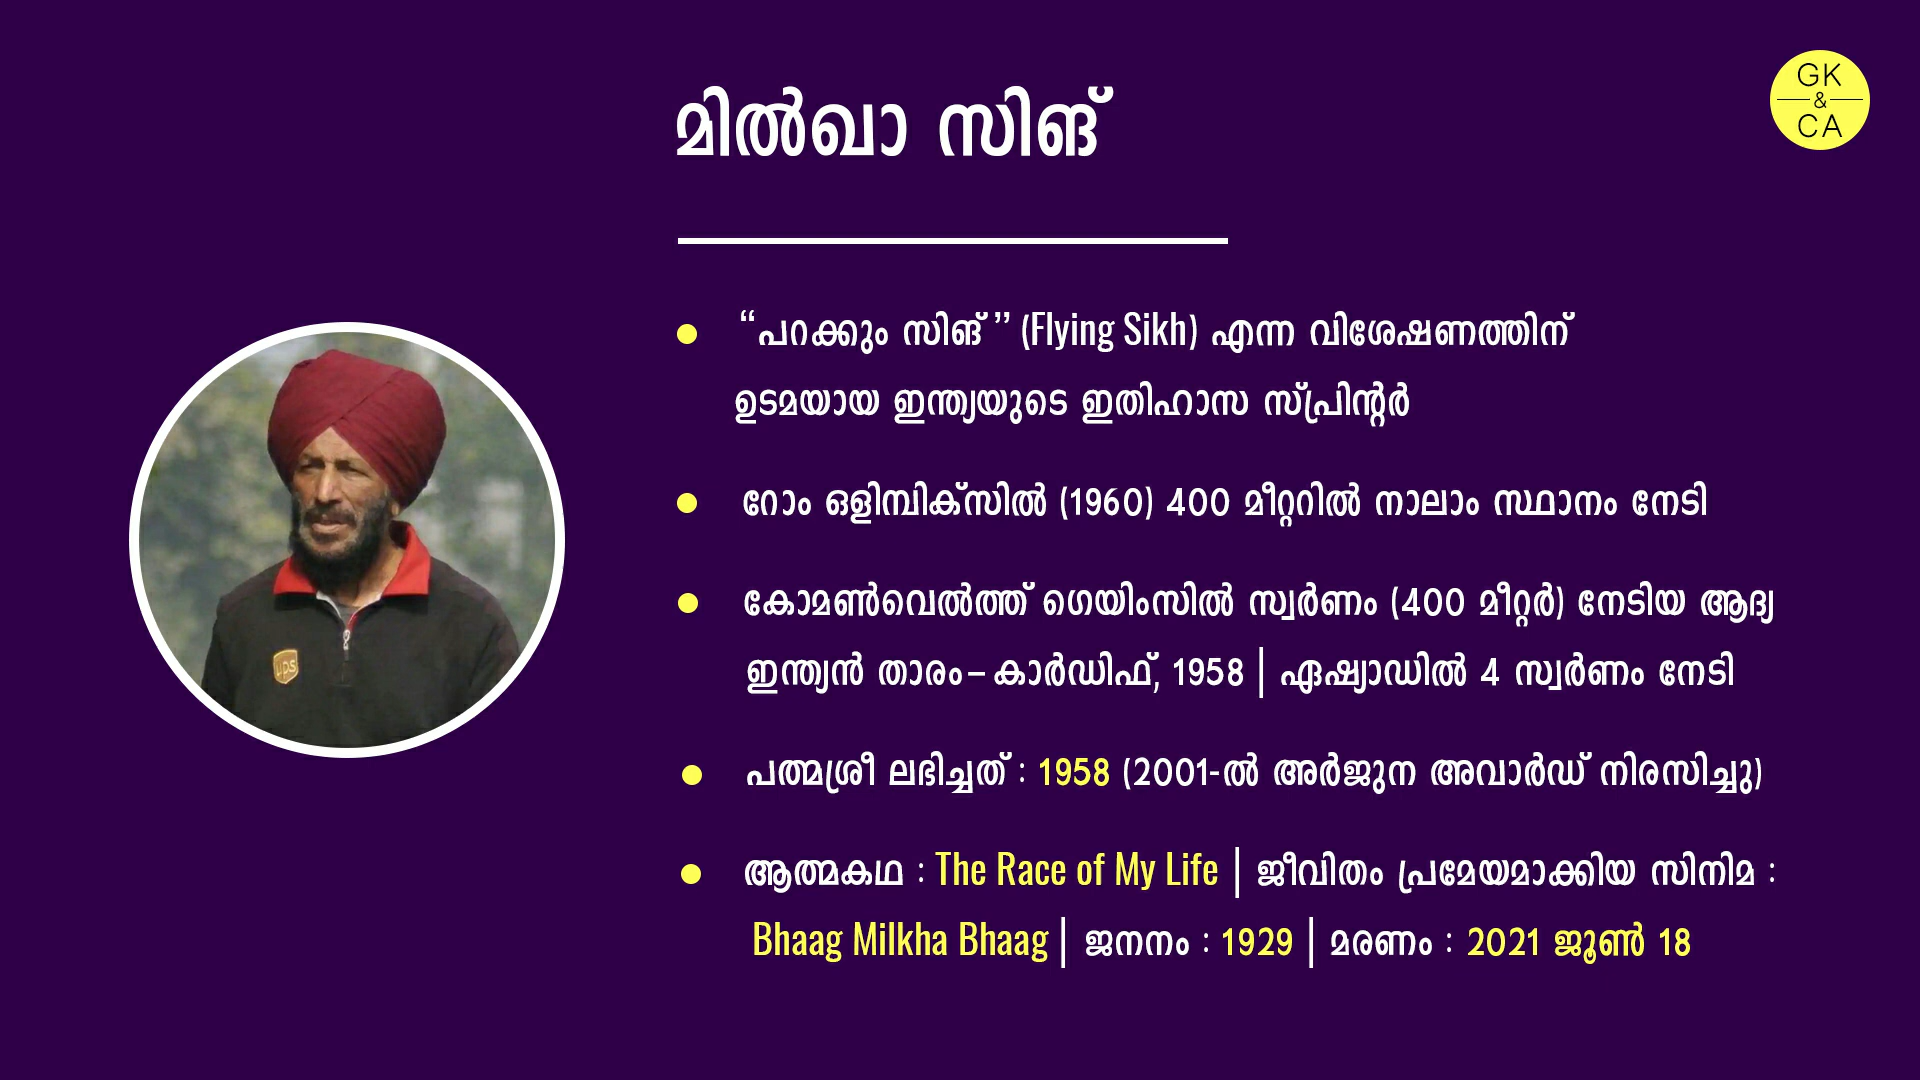 മിൽഖാ സിങ്
GK
&
CA
“പറക്കും സിങ്” (Flying Sikh) എന്ന വിശേഷണത്തിന്
ഉടമയായ ഇന്ത്യയുടെ ഇതിഹാസ സ്പ്രിന്റർ
റോം ഒളിമ്പിക്സിൽ (1960) 400 മീറ്ററിൽ നാലാം സ്ഥാനം നേടി
കോമൺവെൽത്ത് ഗെയിംസിൽ സ്വർണം (400 മീറ്റർ) നേടിയ ആദ്യ
ഇന്ത്യൻ താരം – കാർഡിഫ്, 1958 | ഏഷ്യാഡിൽ 4 സ്വർണം നേടി
പത്മശ്രീ ലഭിച്ചത് : 1958 (2001-ൽ അർജുന അവാർഡ് നിരസിച്ചു)
ആത്മകഥ : The Race of My Life | ജീവിതം പ്രമേയമാക്കിയ സിനിമ :
Bhaag Milkha Bhaag | ജനനം : 1929 | മരണം : 2021 ജൂൺ 18
ups